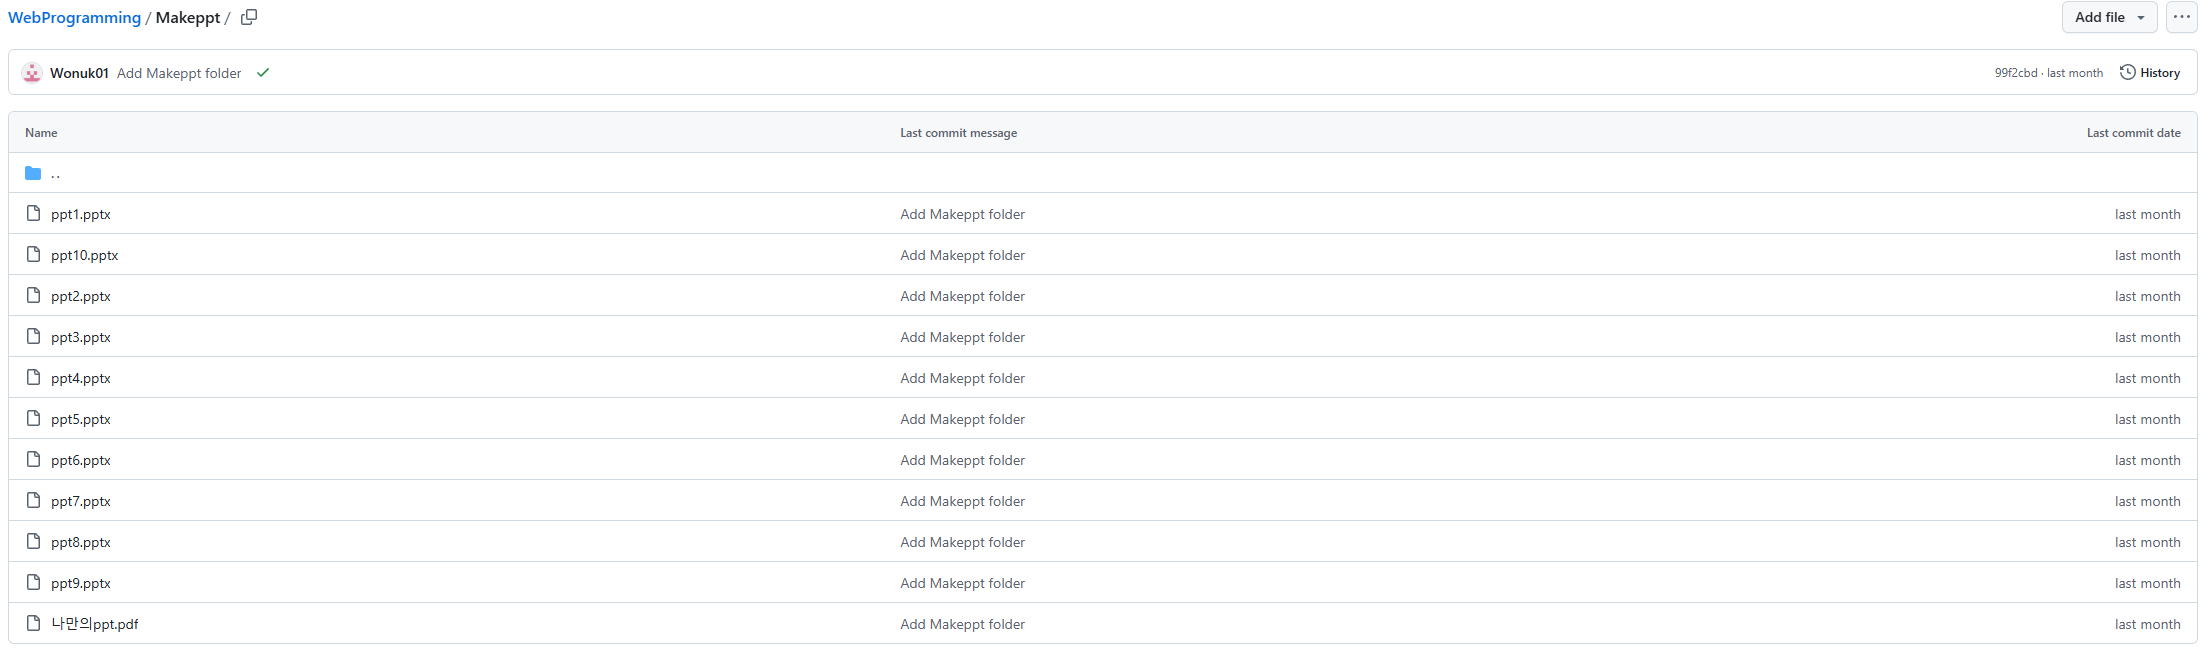 WebProgramming / Makeppt /
Add file
Wonuk01 Add Makeppt folder
99f2cbd · last month
History
Name Last commit message Last commit date
..
ppt1.pptx Add Makeppt folder last month
ppt10.pptx Add Makeppt folder last month
ppt2.pptx Add Makeppt folder last month
ppt3.pptx Add Makeppt folder last month
ppt4.pptx Add Makeppt folder last month
ppt5.pptx Add Makeppt folder last month
ppt6.pptx Add Makeppt folder last month
ppt7.pptx Add Makeppt folder last month
ppt8.pptx Add Makeppt folder last month
ppt9.pptx Add Makeppt folder last month
나만의ppt.pdf Add Makeppt folder last month